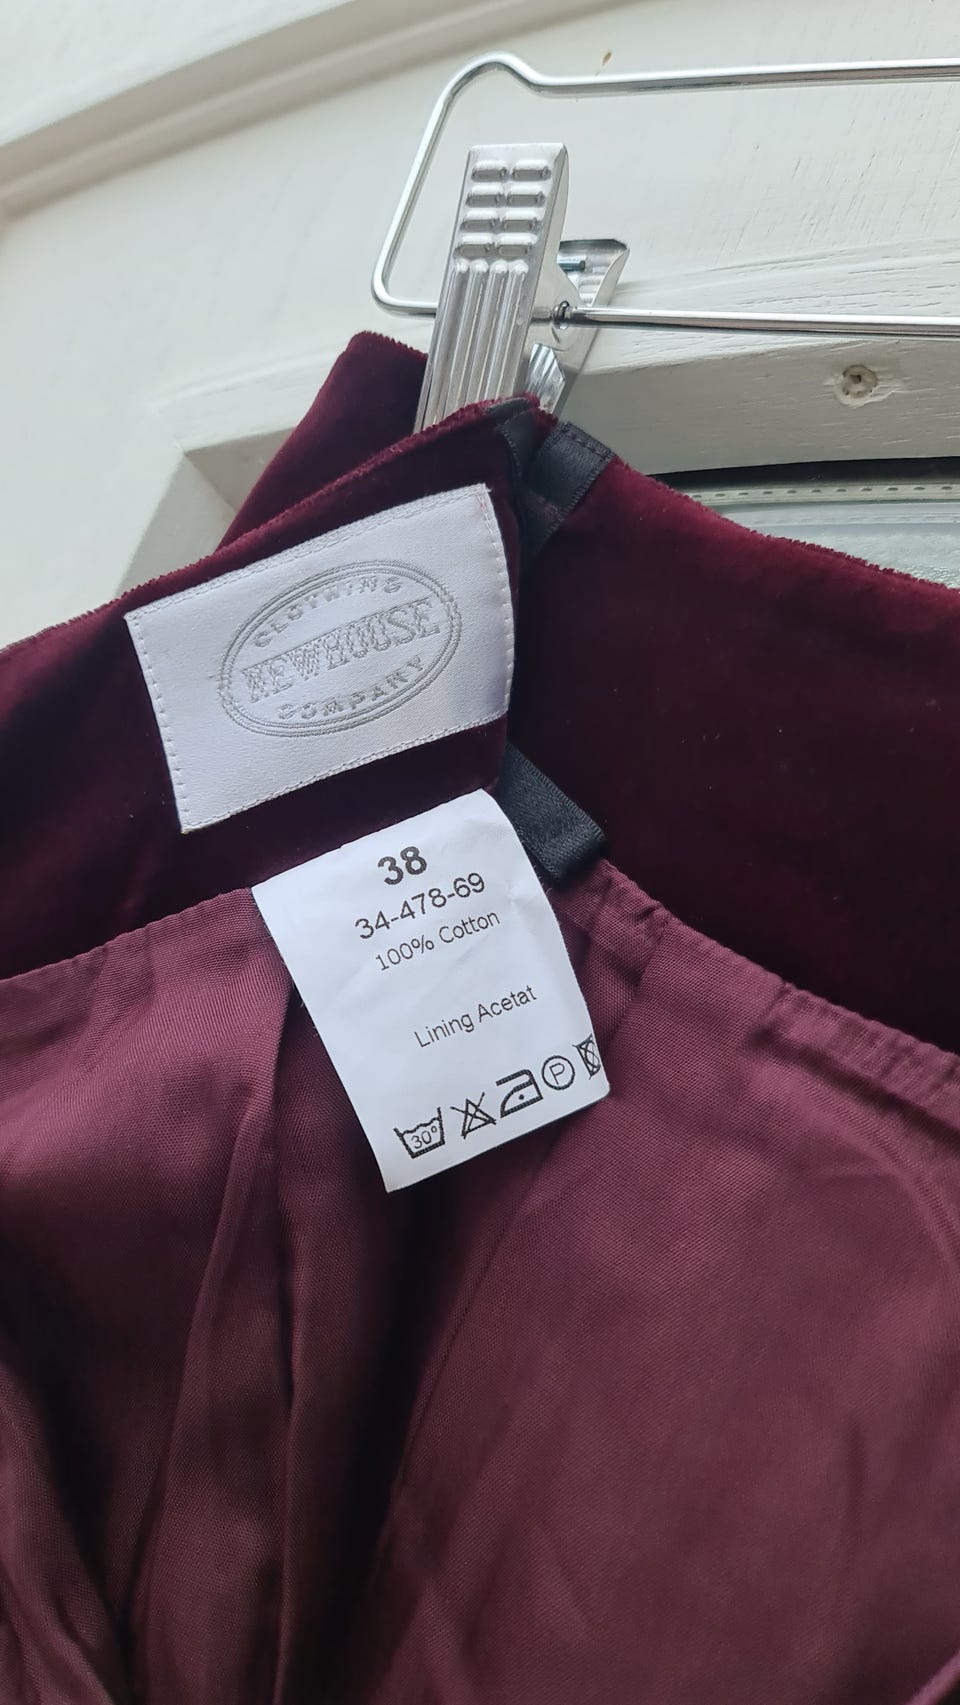 CLOTHING
NEWHOUSE
COMPANY
38
34-478-69
100% Cotton
Lining Acetat
30°
P